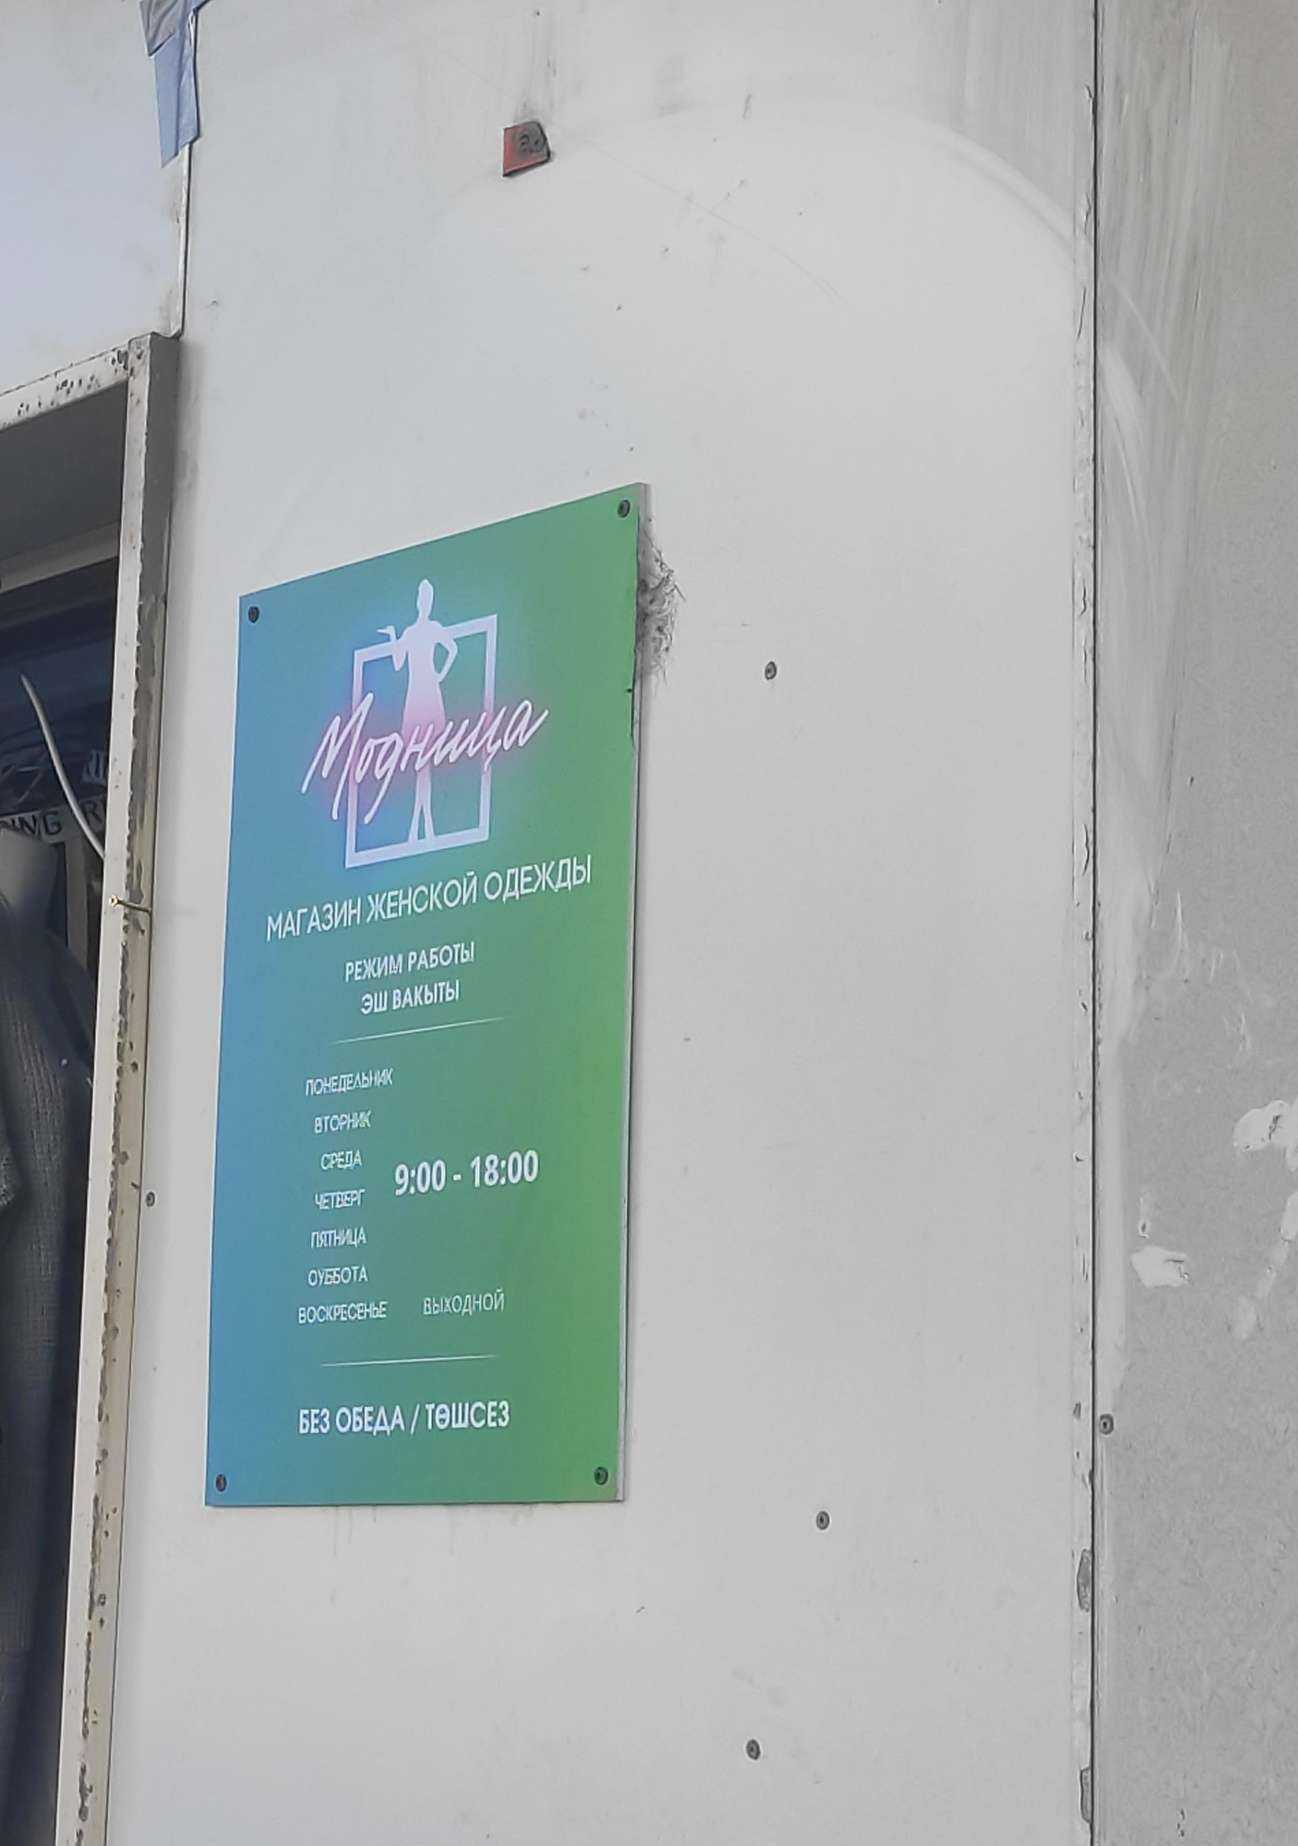 Модница
МАГАЗИН ЖЕНСКОЙ ОДЕЖДЫ
РЕЖИМ РАБОТЫ
ЭШ ВАКЫТЫ
ПОНЕДЕЛЬНИК
ВТОРНИК
СРЕДА
9:00 - 18:00
ЧЕТВЕРГ
ПЯТНИЦА
СУББОТА
ВОСКРЕСЕНЬЕ ВЫХОДНОЙ
БЕЗ ОБЕДА / ТӨШСЕЗ